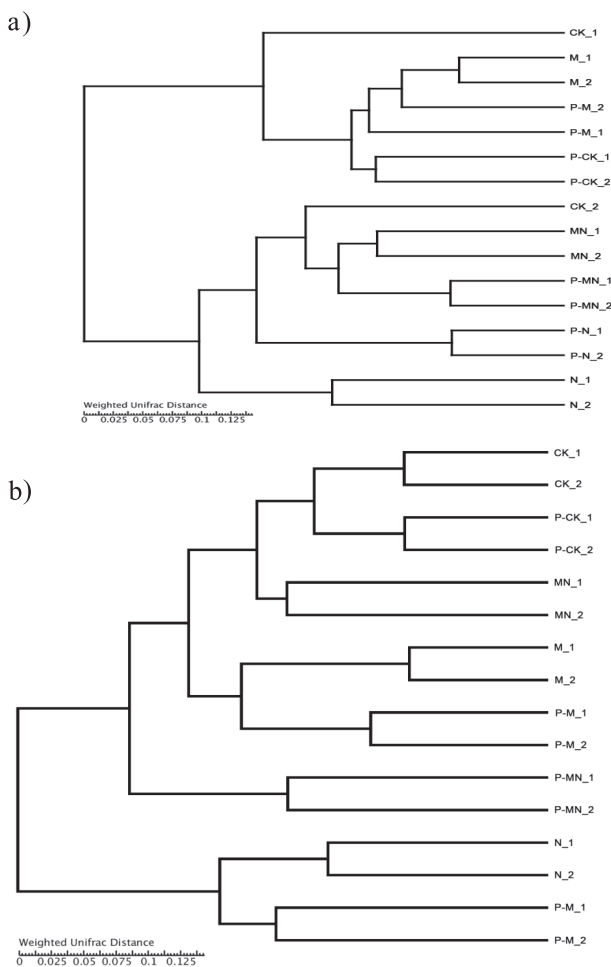 a)
CK_1
M_1
M_2
P-M_2
P-M_1
P-CK_1
P-CK_2
CK_2
MN_1
MN_2
P-MN_1
P-MN_2
P-N_1
P-N_2
N_1
N_2
Weighted Unifrac Distance
0 0.025 0.05 0.075 0.1 0.125
b)
CK_1
CK_2
P-CK_1
P-CK_2
MN_1
MN_2
M_1
M_2
P-M_1
P-M_2
P-MN_1
P-MN_2
N_1
N_2
P-M_1
P-M_2
Weighted Unifrac Distance
0 0.025 0.05 0.075 0.1 0.125